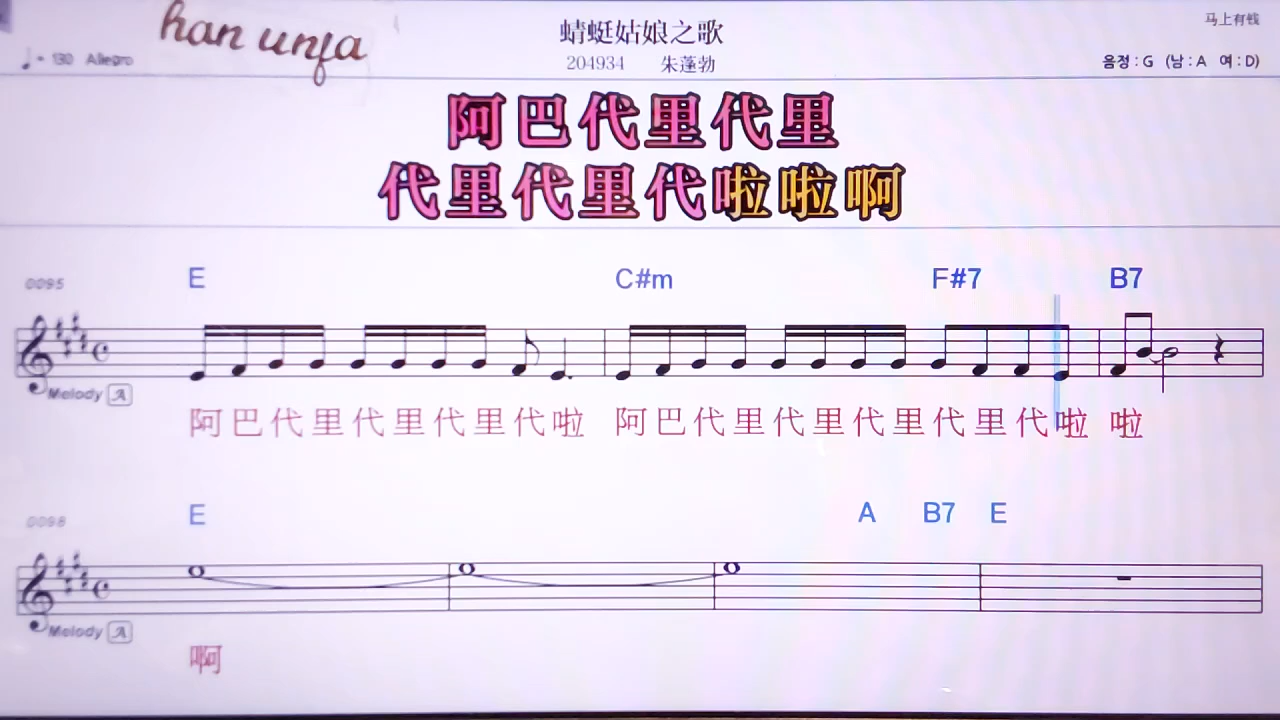 han unja
蜻蜓姑娘之歌
马上有钱
♩= 130 Allegro
204934 朱蓬勃
음정 : G (남 : A 여 : D)
阿巴代里代里
代里代里代啦啦啊
0095
E C#m F#7 B7
Melody A
阿巴代里代里代里代啦 阿巴代里代里代里代里代啦 啦
0098
E A B7 E
Melody A
啊